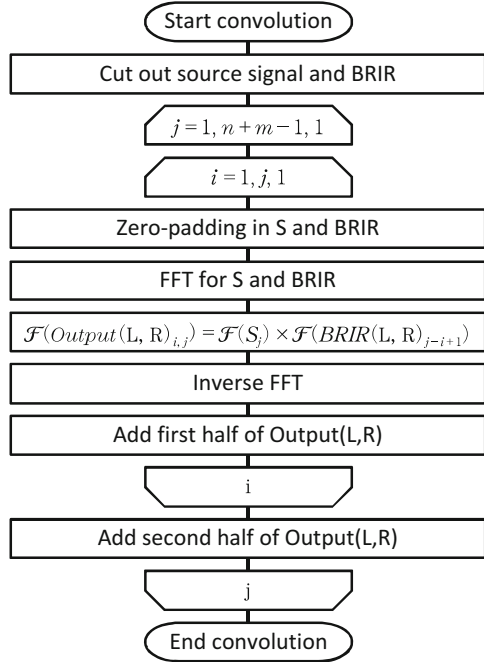 Start convolution
Cut out source signal and BRIR
j = 1, n + m − 1, 1
i = 1, j, 1
Zero-padding in S and BRIR
FFT for S and BRIR
ℱ(Output(L, R)ᵢ,ⱼ) = ℱ(Sⱼ) × ℱ(BRIR(L, R)ⱼ₋ᵢ₊₁)
Inverse FFT
Add first half of Output(L,R)
i
Add second half of Output(L,R)
j
End convolution